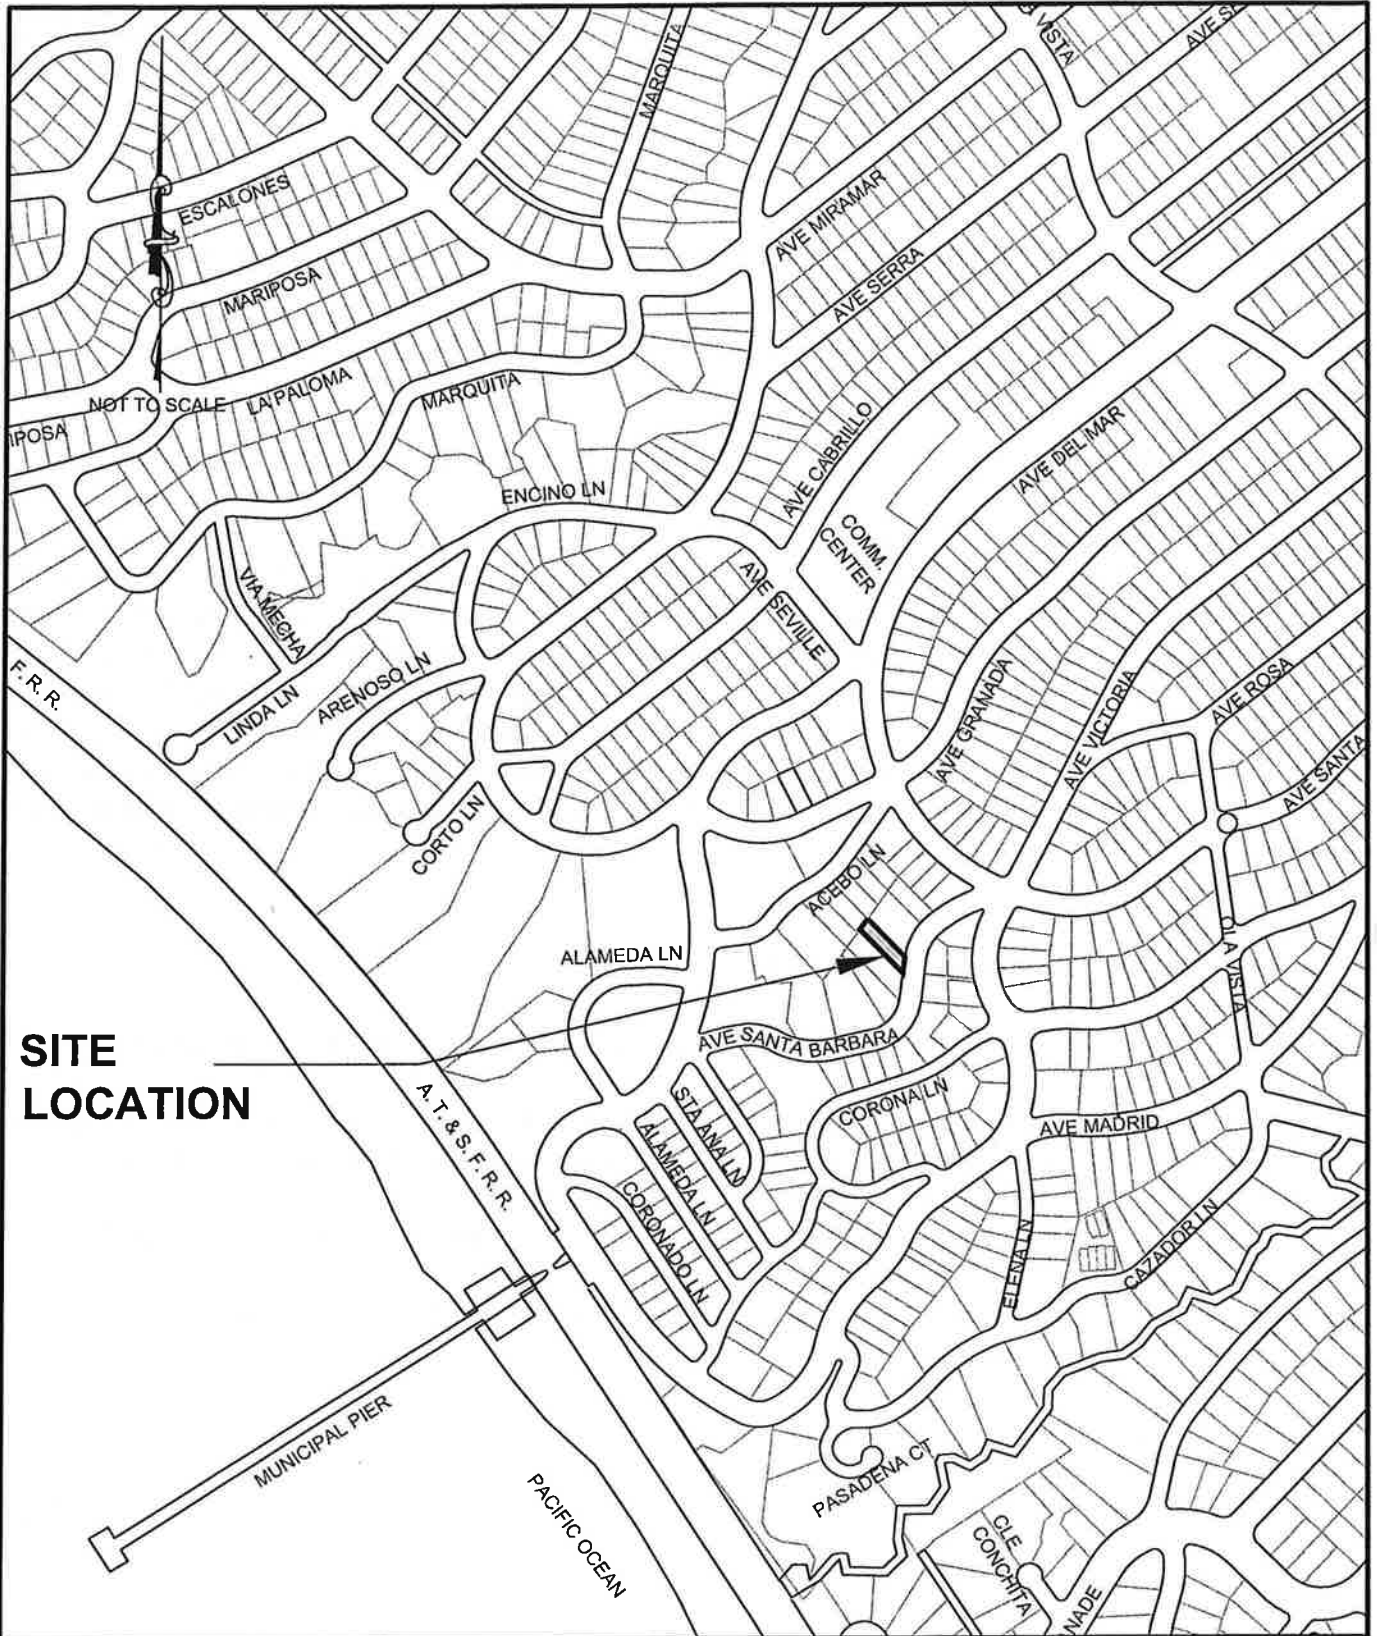 MARQUITA
VISTA
ESCALONES
AVE MIRAMAR
AVE SERRA
MARIPOSA
NOT TO SCALE
LA PALOMA
MARQUITA
IPOSA
AVE CABRILLO
AVE DEL MAR
ENCINO LN
COMM.
CENTER
VIA MECHA
AVE SEVILLE
F. R. R.
LINDA LN
ARENOSO LN
AVE GRANADA
AVE VICTORIA
AVE ROSA
AVE SANTA
CORTO LN
ACEBO LN
ALAMEDA LN
OLA VISTA
SITE
LOCATION
AVE SANTA BARBARA
A. T. & S. F. R. R.
STA ANA LN
CORONA LN
ALAMEDA LN
AVE MADRID
CORONADO LN
ELENA LN
CAZADOR LN
MUNICIPAL PIER
PACIFIC OCEAN
PASADENA CT
CLE
CONCHITA
NADE